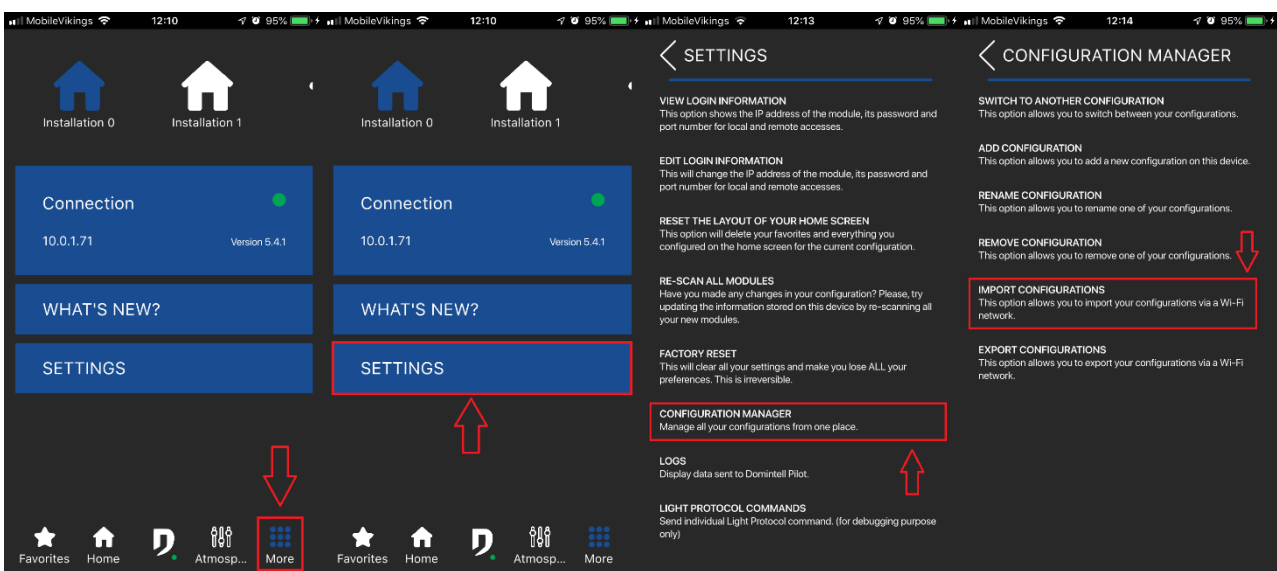 MobileVikings 12:10 95%
Installation 0 Installation 1
Connection
10.0.1.71 Version 5.4.1
WHAT'S NEW?
SETTINGS
Favorites Home Atmosp... More
MobileVikings 12:10 95%
Installation 0 Installation 1
Connection
10.0.1.71 Version 5.4.1
WHAT'S NEW?
SETTINGS
Favorites Home Atmosp... More
MobileVikings 12:13 95%
SETTINGS
VIEW LOGIN INFORMATION
This option shows the IP address of the module, its password and
port number for local and remote accesses.
EDIT LOGIN INFORMATION
This will change the IP address of the module, its password and
port number for local and remote accesses.
RESET THE LAYOUT OF YOUR HOME SCREEN
This option will delete your favorites and everything you
configured on the home screen for the current configuration.
RE-SCAN ALL MODULES
Have you made any changes in your configuration? Please, try
updating the information stored on this device by re-scanning all
your new modules.
FACTORY RESET
This will clear all your settings and make you lose ALL your
preferences. This is irreversible.
CONFIGURATION MANAGER
Manage all your configurations from one place.
LOGS
Display data sent to Domintell Pilot.
LIGHT PROTOCOL COMMANDS
Send individual Light Protocol command. (for debugging purpose
only)
MobileVikings 12:14 95%
CONFIGURATION MANAGER
SWITCH TO ANOTHER CONFIGURATION
This option allows you to switch between your configurations.
ADD CONFIGURATION
This option allows you to add a new configuration on this device.
RENAME CONFIGURATION
This option allows you to rename one of your configurations.
REMOVE CONFIGURATION
This option allows you to remove one of your configurations.
IMPORT CONFIGURATIONS
This option allows you to import your configurations via a Wi-Fi
network.
EXPORT CONFIGURATIONS
This option allows you to export your configurations via a Wi-Fi
network.